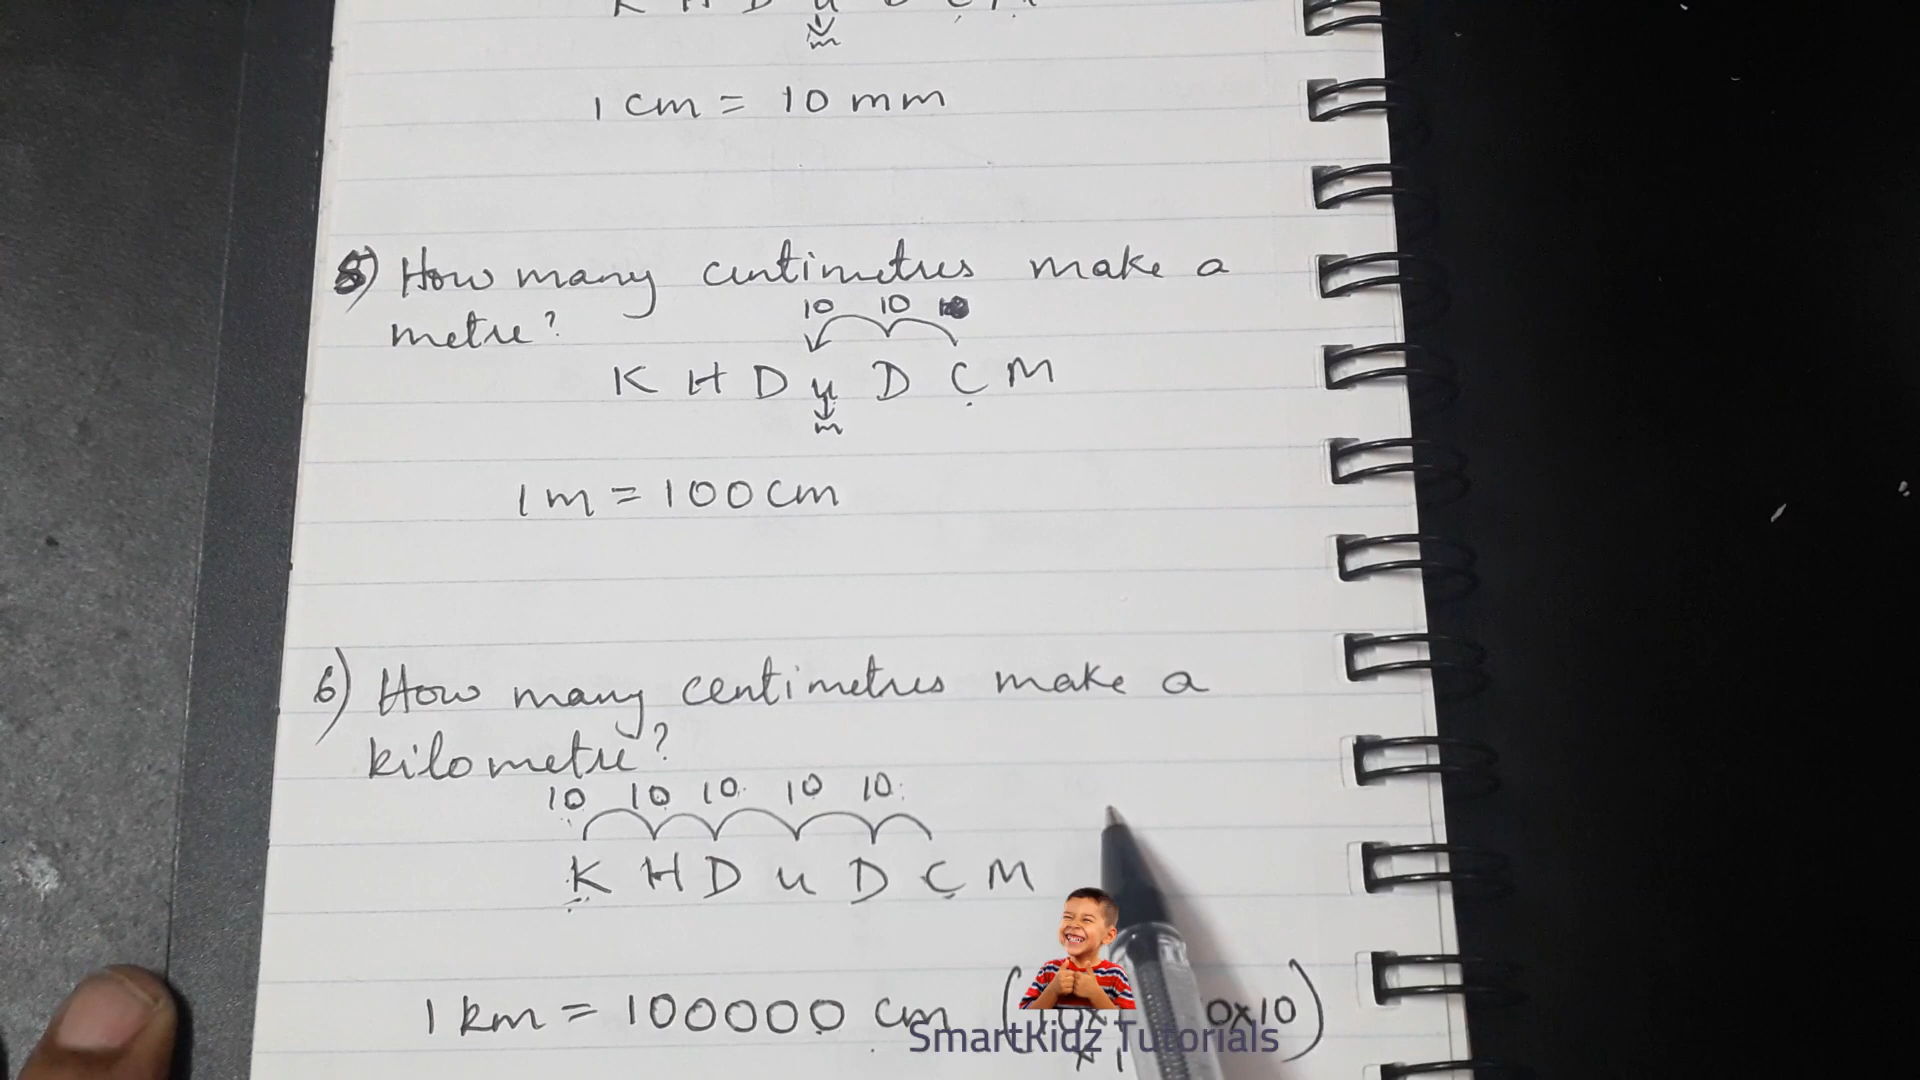 K H D u D C M
m
1 cm = 10 mm
5) How many centimetres make a
10 10
metre?
K H D u D C M
m
1 m = 100 cm
6) How many centimetres make a
kilometre?
10 10 10 10 10
K H D u D C M
1 km = 100000 cm
SmartKidz Tutorials